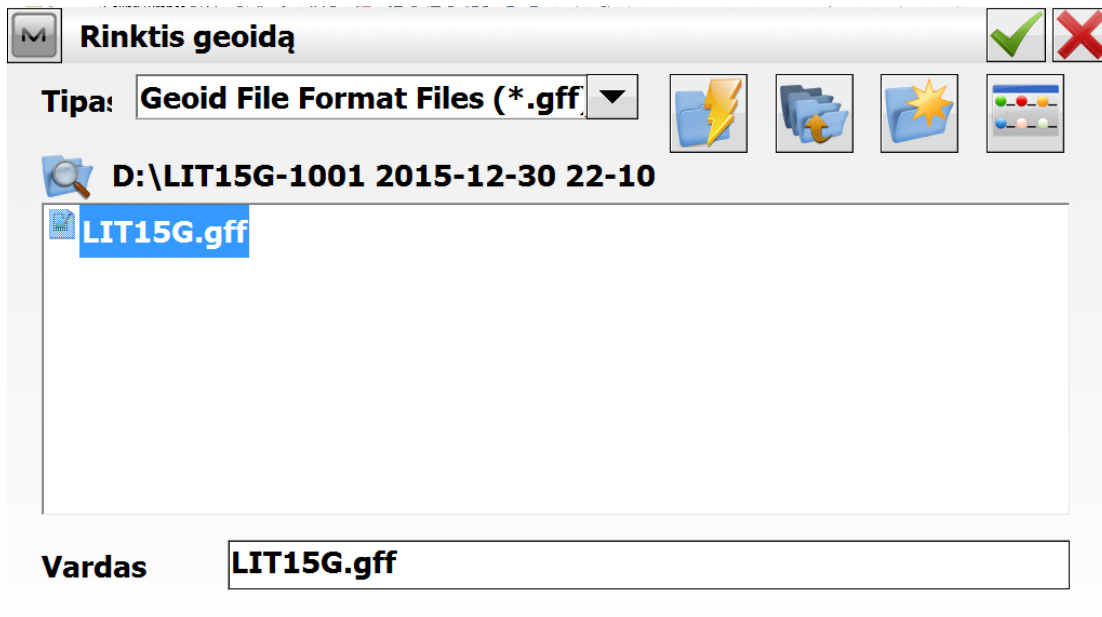 Rinktis geoidą
Tipas Geoid File Format Files (*.gff)
D:\LIT15G-1001 2015-12-30 22-10
LIT15G.gff
Vardas LIT15G.gff